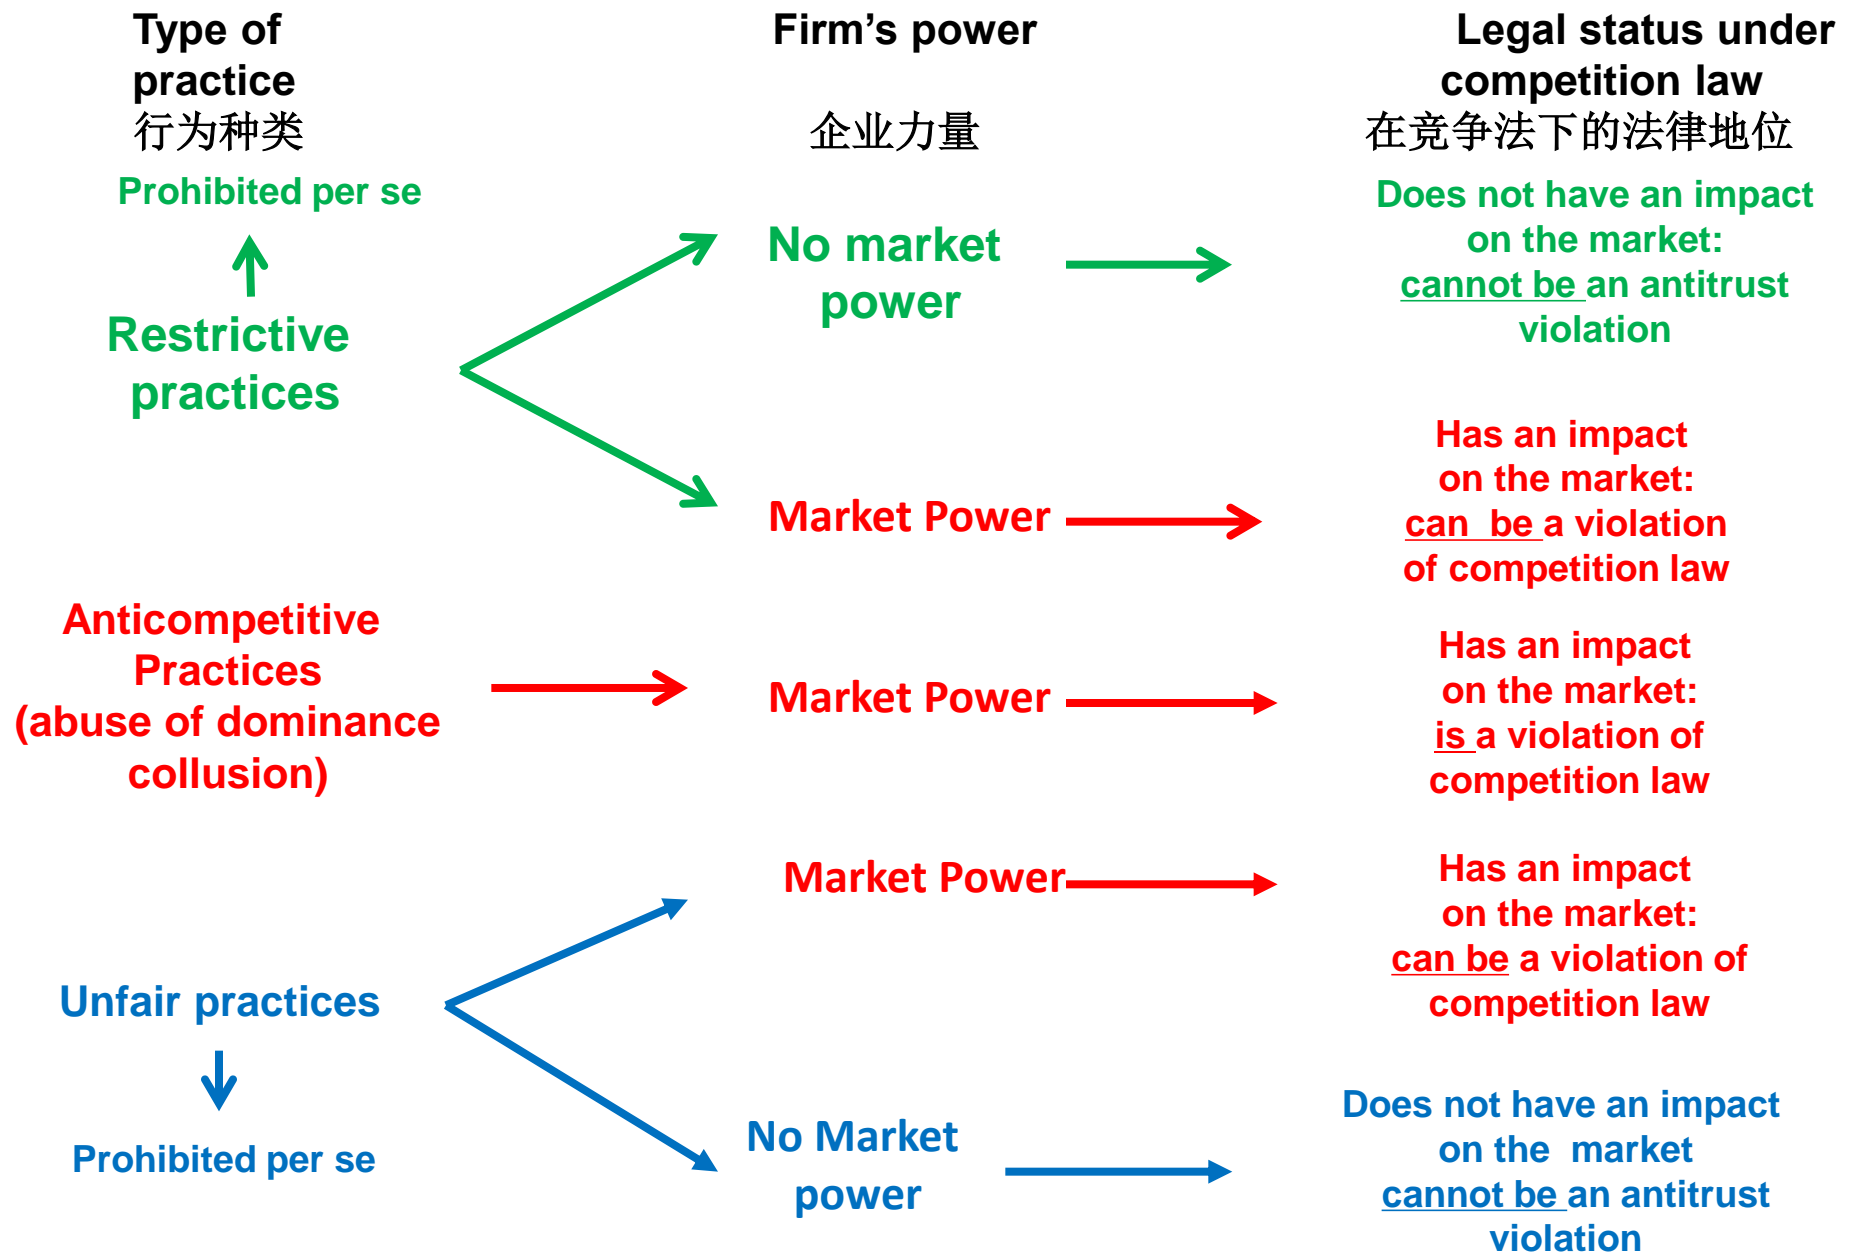 Type of
practice
行为种类
Firm's power
企业力量
Legal status under
competition law
在竞争法下的法律地位
Prohibited per se
Restrictive
practices
No market
power
Does not have an impact
on the market:
cannot be an antitrust
violation
Market Power
Has an impact
on the market:
can be a violation
of competition law
Anticompetitive
Practices
(abuse of dominance
collusion)
Market Power
Has an impact
on the market:
is a violation of
competition law
Unfair practices
Prohibited per se
Market Power
Has an impact
on the market:
can be a violation of
competition law
No Market
power
Does not have an impact
on the market
cannot be an antitrust
violation